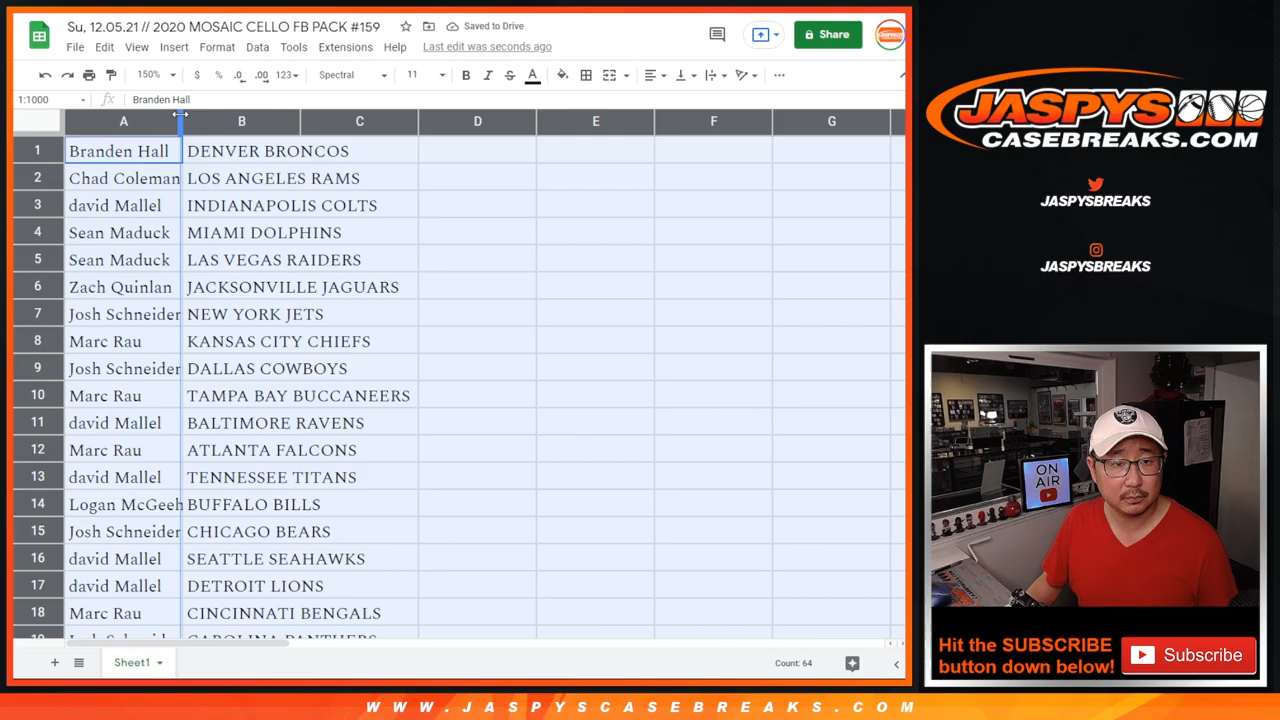 Su, 12.05.21 // 2020 MOSAIC CELLO FB PACK #159
Saved to Drive
File Edit View Insert Format Data Tools Extensions Help Last edit was seconds ago
Share
150% $ % .0 .00 123 Spectral 11 B I S A
1:1000 fx Branden Hall
A B C D E F G
1 Branden Hall DENVER BRONCOS
2 Chad Coleman LOS ANGELES RAMS
3 david Mallel INDIANAPOLIS COLTS
4 Sean Maduck MIAMI DOLPHINS
5 Sean Maduck LAS VEGAS RAIDERS
6 Zach Quinlan JACKSONVILLE JAGUARS
7 Josh Schneider NEW YORK JETS
8 Marc Rau KANSAS CITY CHIEFS
9 Josh Schneider DALLAS COWBOYS
10 Marc Rau TAMPA BAY BUCCANEERS
11 david Mallel BALTIMORE RAVENS
12 Marc Rau ATLANTA FALCONS
13 david Mallel TENNESSEE TITANS
14 Logan McGeeh BUFFALO BILLS
15 Josh Schneider CHICAGO BEARS
16 david Mallel SEATTLE SEAHAWKS
17 david Mallel DETROIT LIONS
18 Marc Rau CINCINNATI BENGALS
19 Josh Schneider CAROLINA PANTHERS
Sheet1
Count: 64
JASPYS
CASEBREAKS.COM
JASPYSBREAKS
JASPYSBREAKS
ON
AIR
Hit the SUBSCRIBE
button down below!
Subscribe
WWW.JASPYSCASEBREAKS.COM